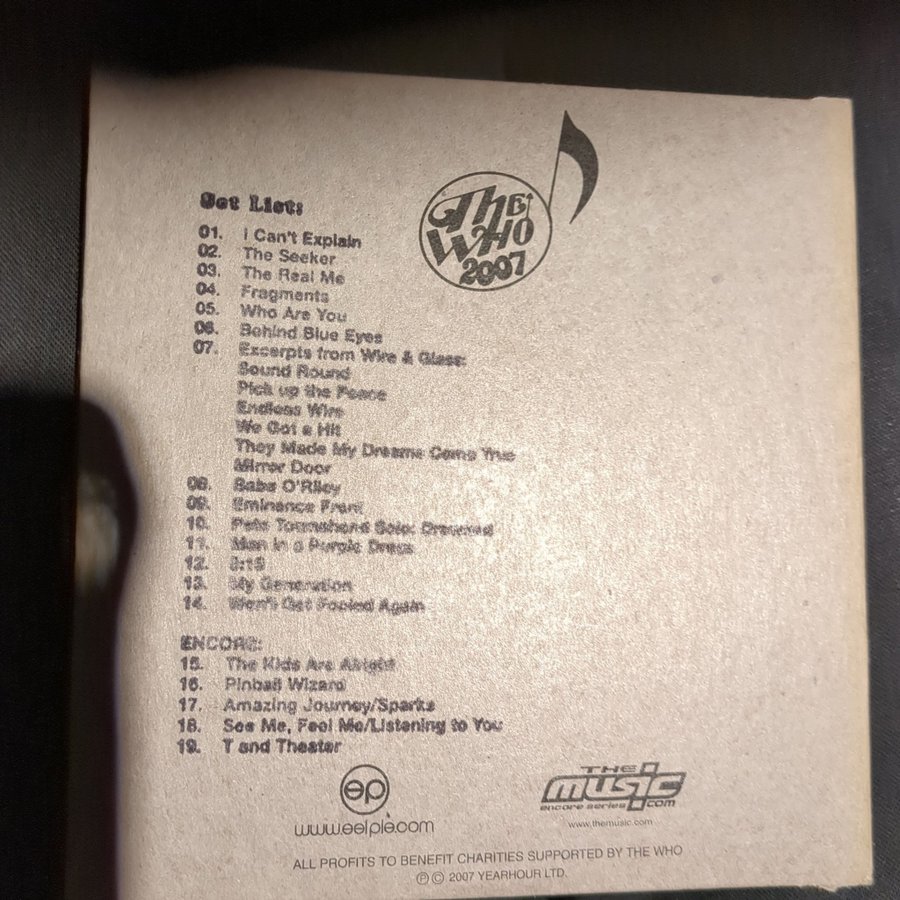 The
Who
2007
Set List:
01. I Can't Explain
02. The Seeker
03. The Real Me
04. Fragments
05. Who Are You
06. Behind Blue Eyes
07. Excerpts from Wire & Glass:
Sound Round
Pick up the Peace
Endless Wire
We Got a Hit
They Made My Dreams Come True
Mirror Door
08. Baba O'Riley
09. Eminence Front
10. Pete Townshend Solo: Drowned
11. Man in a Purple Dress
12. 5:15
13. My Generation
14. Won't Get Fooled Again
ENCORE:
15. The Kids Are Alright
16. Pinball Wizard
17. Amazing Journey/Sparks
18. See Me, Feel Me/Listening to You
19. T and Theater
ep
www.eelpie.com
THE
music
encore series .com
www.themusic.com
ALL PROFITS TO BENEFIT CHARITIES SUPPORTED BY THE WHO
℗ © 2007 YEARHOUR LTD.